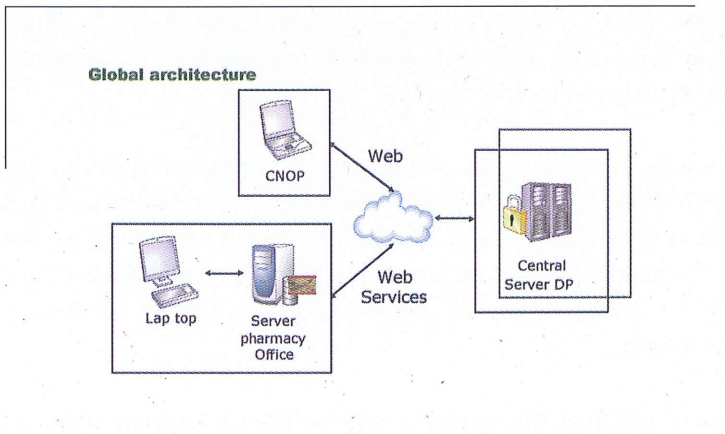 Global architecture
CNOP
Web
Lap top
Server
pharmacy
Office
Web
Services
Central
Server DP